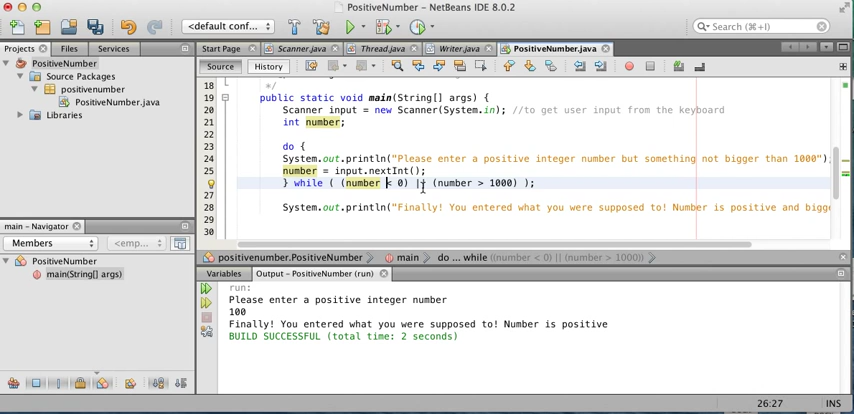 PositiveNumber – NetBeans IDE 8.0.2
<default conf...
Search (⌘+I)
Projects
Files
Services
Start Page
Scanner.java
Thread.java
Writer.java
PositiveNumber.java
Source
History
PositiveNumber
Source Packages
positivenumber
PositiveNumber.java
Libraries
18 */
19 public static void main(String[] args) {
20 Scanner input = new Scanner(System.in); //to get user input from the keyboard
21 int number;
22
23 do {
24 System.out.println("Please enter a positive integer number but something not bigger than 1000");
25 number = input.nextInt();
} while ( (number < 0) || (number > 1000) );
27
28 System.out.println("Finally! You entered what you were supposed to! Number is positive and bigg
29
30
main – Navigator
Members
<emp...
PositiveNumber
main(String[] args)
positivenumber.PositiveNumber
main
do ... while ((number < 0) || (number > 1000))
Variables
Output – PositiveNumber (run)
run:
Please enter a positive integer number
100
Finally! You entered what you were supposed to! Number is positive
BUILD SUCCESSFUL (total time: 2 seconds)
26:27
INS